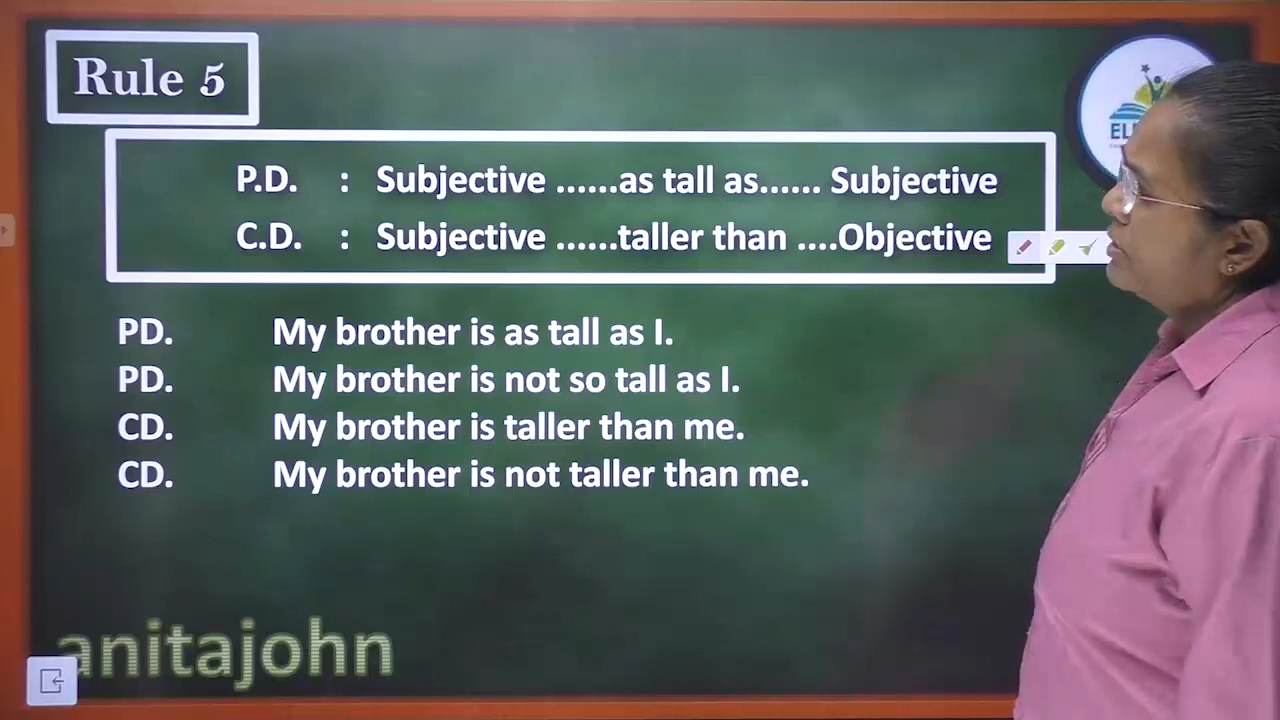 Rule 5
P.D. : Subjective ......as tall as...... Subjective
C.D. : Subjective ......taller than ....Objective
PD. My brother is as tall as I.
PD. My brother is not so tall as I.
CD. My brother is taller than me.
CD. My brother is not taller than me.
anitajohn